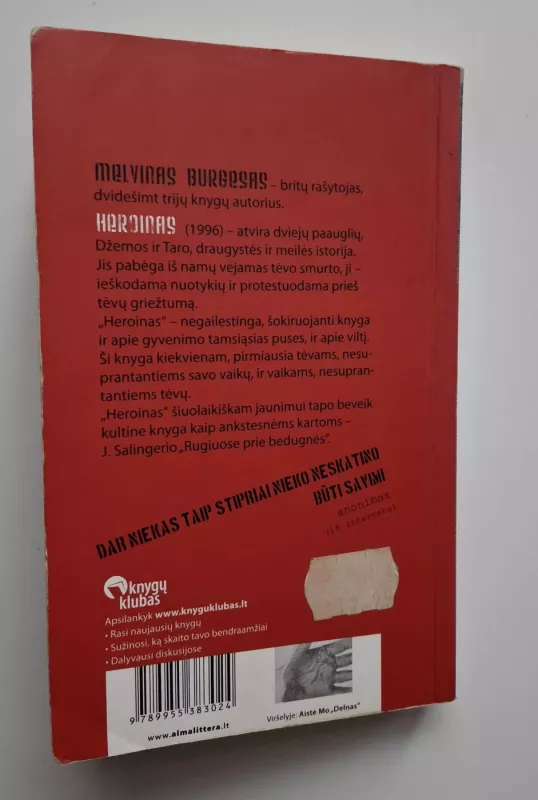 MELVINAS BURGESAS – britų rašytojas,
dvidešimt trijų knygų autorius.
HEROINAS (1996) – atvira dviejų paauglių,
Džemos ir Taro, draugystės ir meilės istorija.
Jis pabėga iš namų vejamas tėvo smurto, ji –
ieškodama nuotykių ir protestuodama prieš
tėvų griežtumą.
„Heroinas" – negailestinga, šokiruojanti knyga
ir apie gyvenimo tamsiąsias puses, ir apie viltį.
Ši knyga kiekvienam, pirmiausia tėvams, nesu-
prantantiems savo vaikų, ir vaikams, nesupran-
tantiems tėvų.
„Heroinas" šiuolaikiškam jaunimui tapo beveik
kultine knyga kaip ankstesnėms kartoms –
J. Salingerio „Rugiuose prie bedugnės".
DAR NIEKAS TAIP STIPRIAI NIEKO NESKATINO
BŪTI SAVIMI
anonimas
(iš interneto)
knygų
klubas
Apsilankyk www.knyguklubas.lt
• Rasi naujausių knygų
• Sužinosi, ką skaito tavo bendraamžiai
• Dalyvausi diskusijose
9 789955 383024
www.almalittera.lt
Viršelyje: Aistė Mo „Delnas"